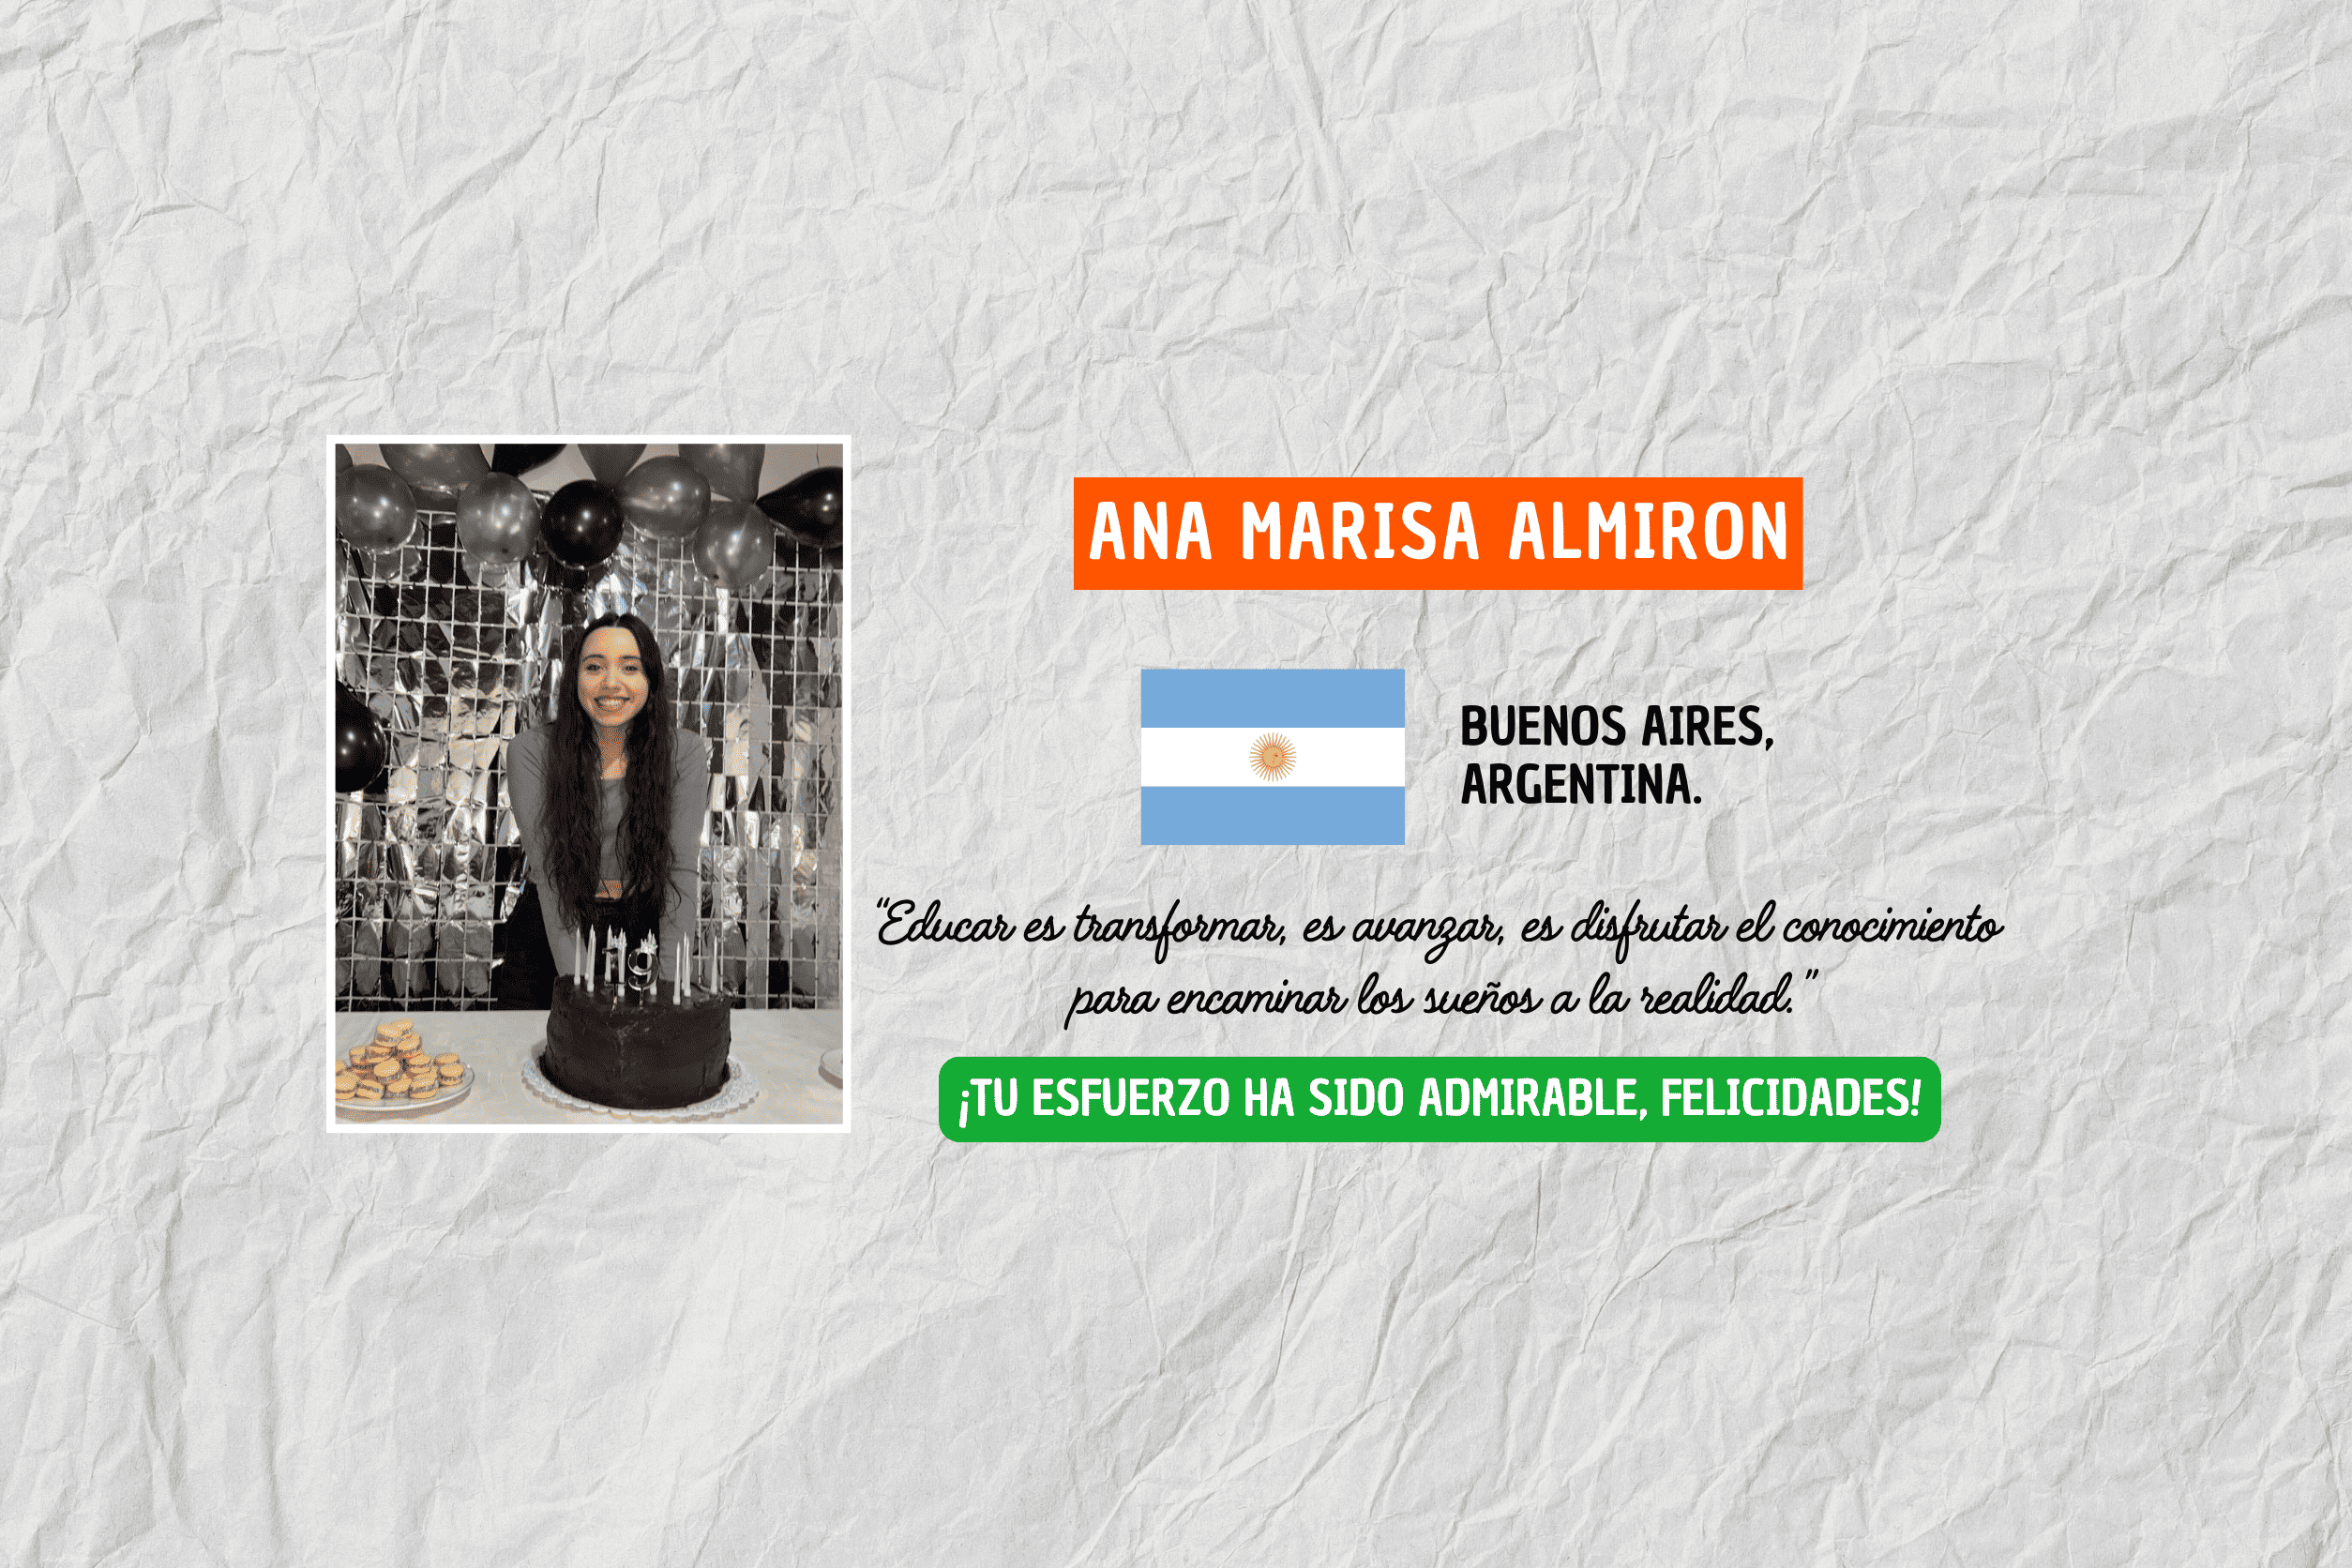 ANA MARISA ALMIRON
BUENOS AIRES,
ARGENTINA.
"Educar es transformar, es avanzar, es disfrutar el conocimiento
para encaminar los sueños a la realidad."
¡TU ESFUERZO HA SIDO ADMIRABLE, FELICIDADES!
19